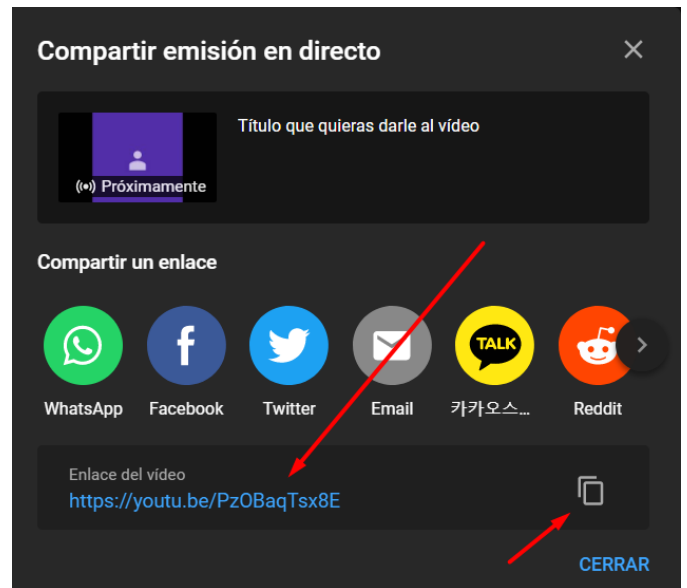 Compartir emisión en directo
Título que quieras darle al vídeo
Próximamente
Compartir un enlace
TALK
WhatsApp Facebook Twitter Email 카카오스... Reddit
Enlace del vídeo
https://youtu.be/PzOBaqTsx8E
CERRAR